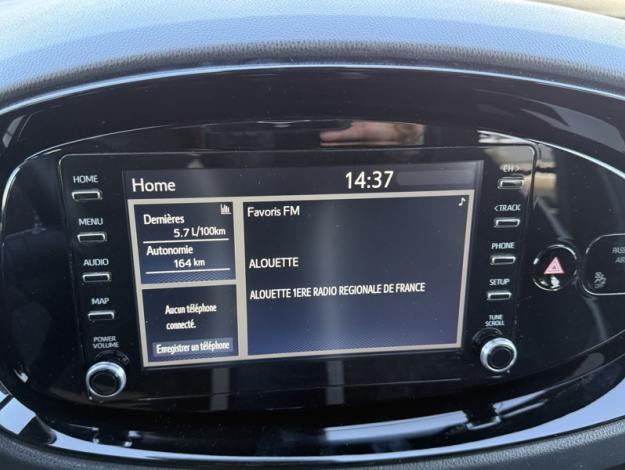 HOME
MENU
AUDIO
MAP
POWER
VOLUME
Home
14:37
Dernières
5.7 L/100km
Autonomie
164 km
Aucun téléphone
connecté.
Enregistrer un téléphone
Favoris FM
ALOUETTE
ALOUETTE 1ERE RADIO REGIONALE DE FRANCE
CH >
<TRACK
PHONE
SETUP
TUNE
SCROLL